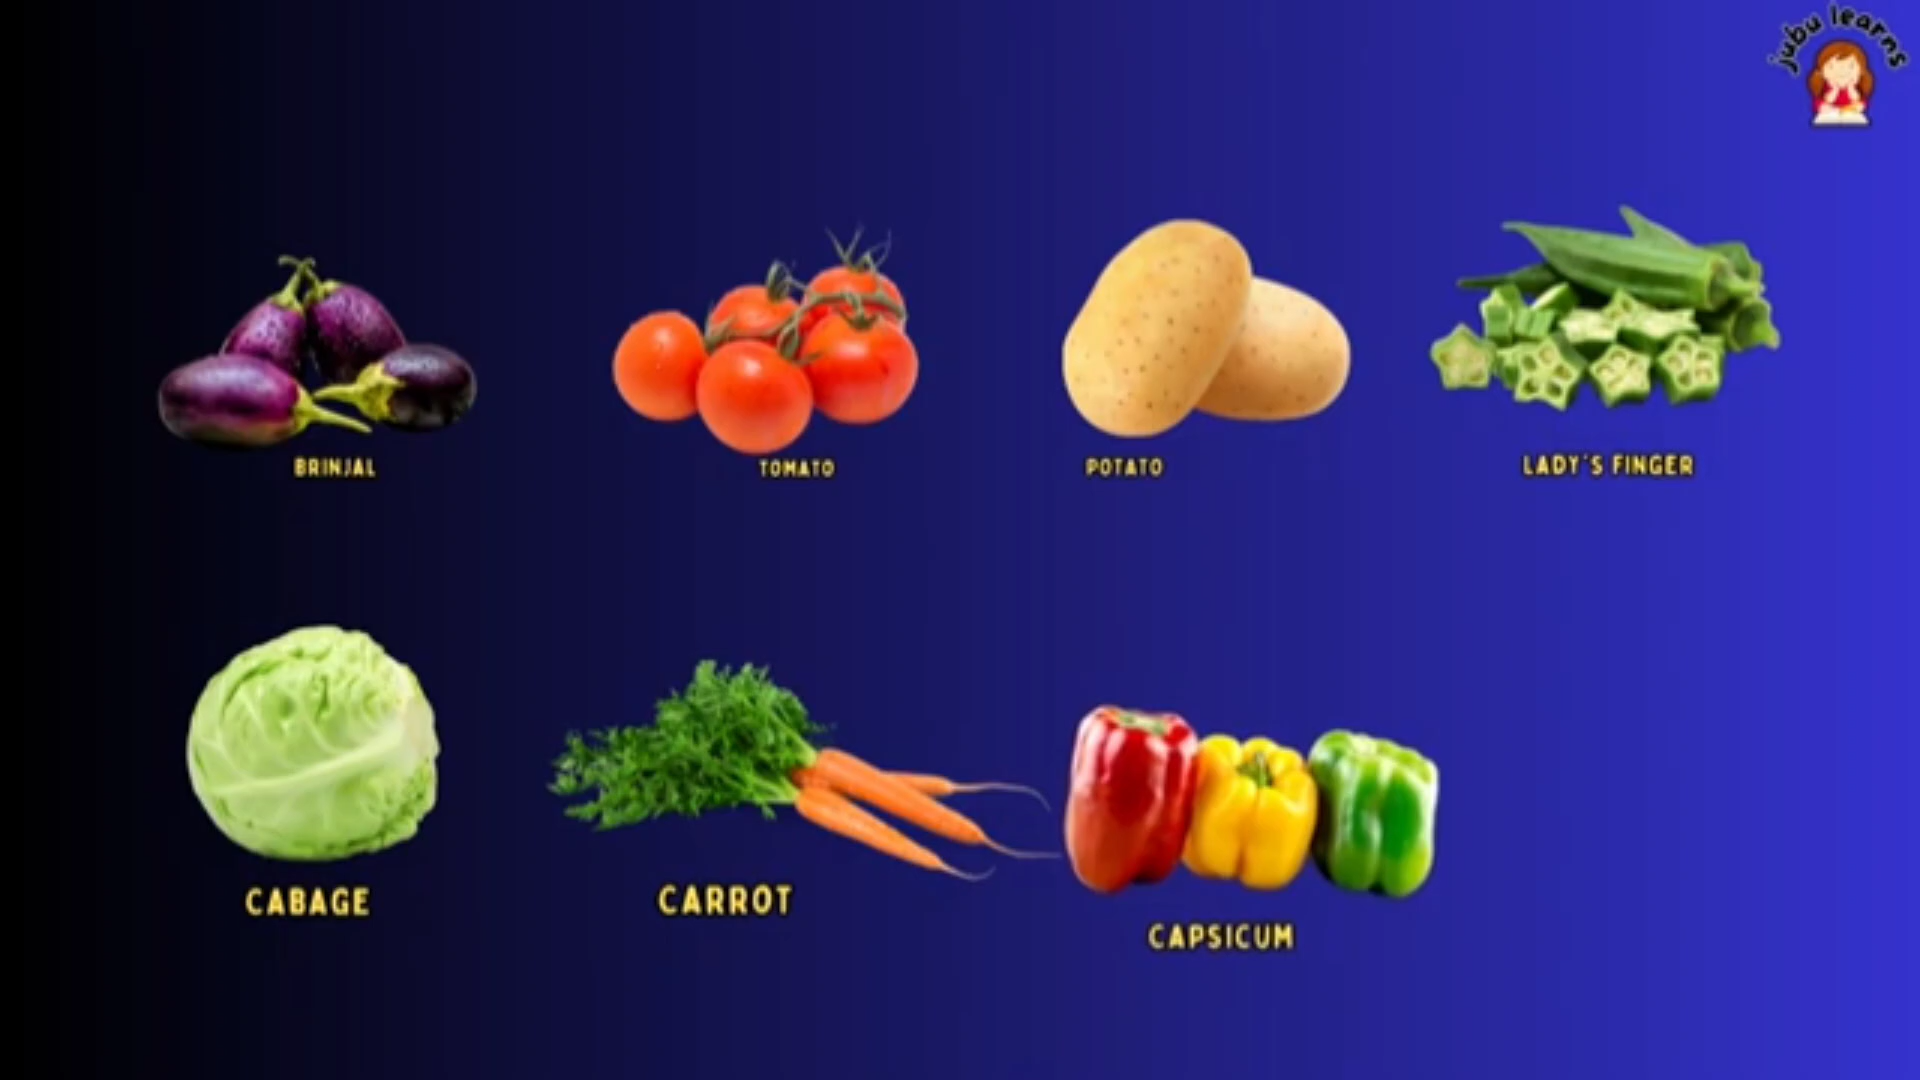 jubu learns
BRINJAL
TOMATO
POTATO
LADY'S FINGER
CABAGE
CARROT
CAPSICUM